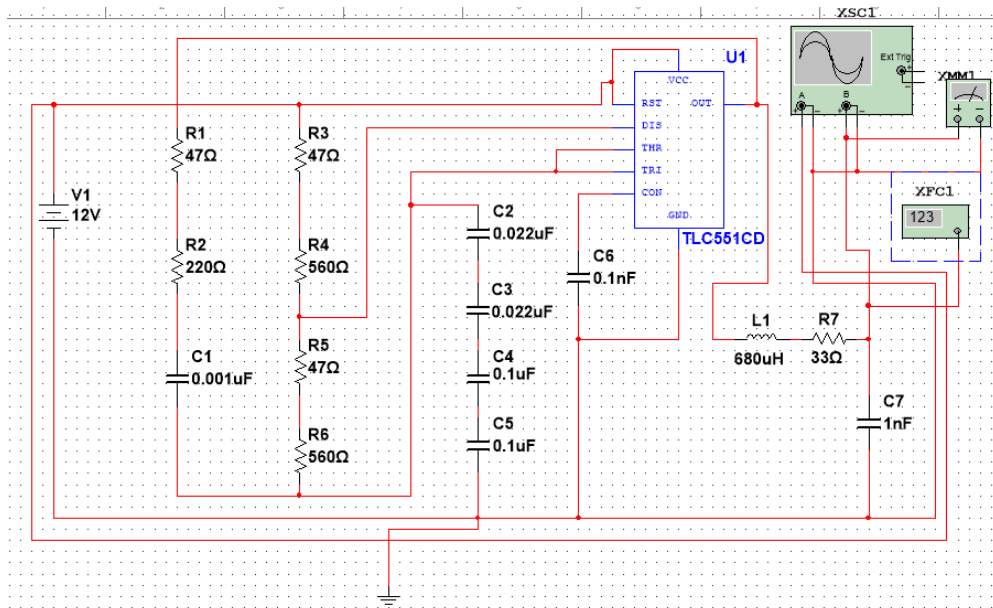 XSC1
Ext Trig
A
B
XMM1
U1
VCC
RST
OUT
DIS
THR
TRI
CON
GND
TLC551CD
XFC1
123
V1
12V
R1
47Ω
R2
220Ω
C1
0.001uF
R3
47Ω
R4
560Ω
R5
47Ω
R6
560Ω
C2
0.022uF
C3
0.022uF
C4
0.1uF
C5
0.1uF
C6
0.1nF
L1
680uH
R7
33Ω
C7
1nF